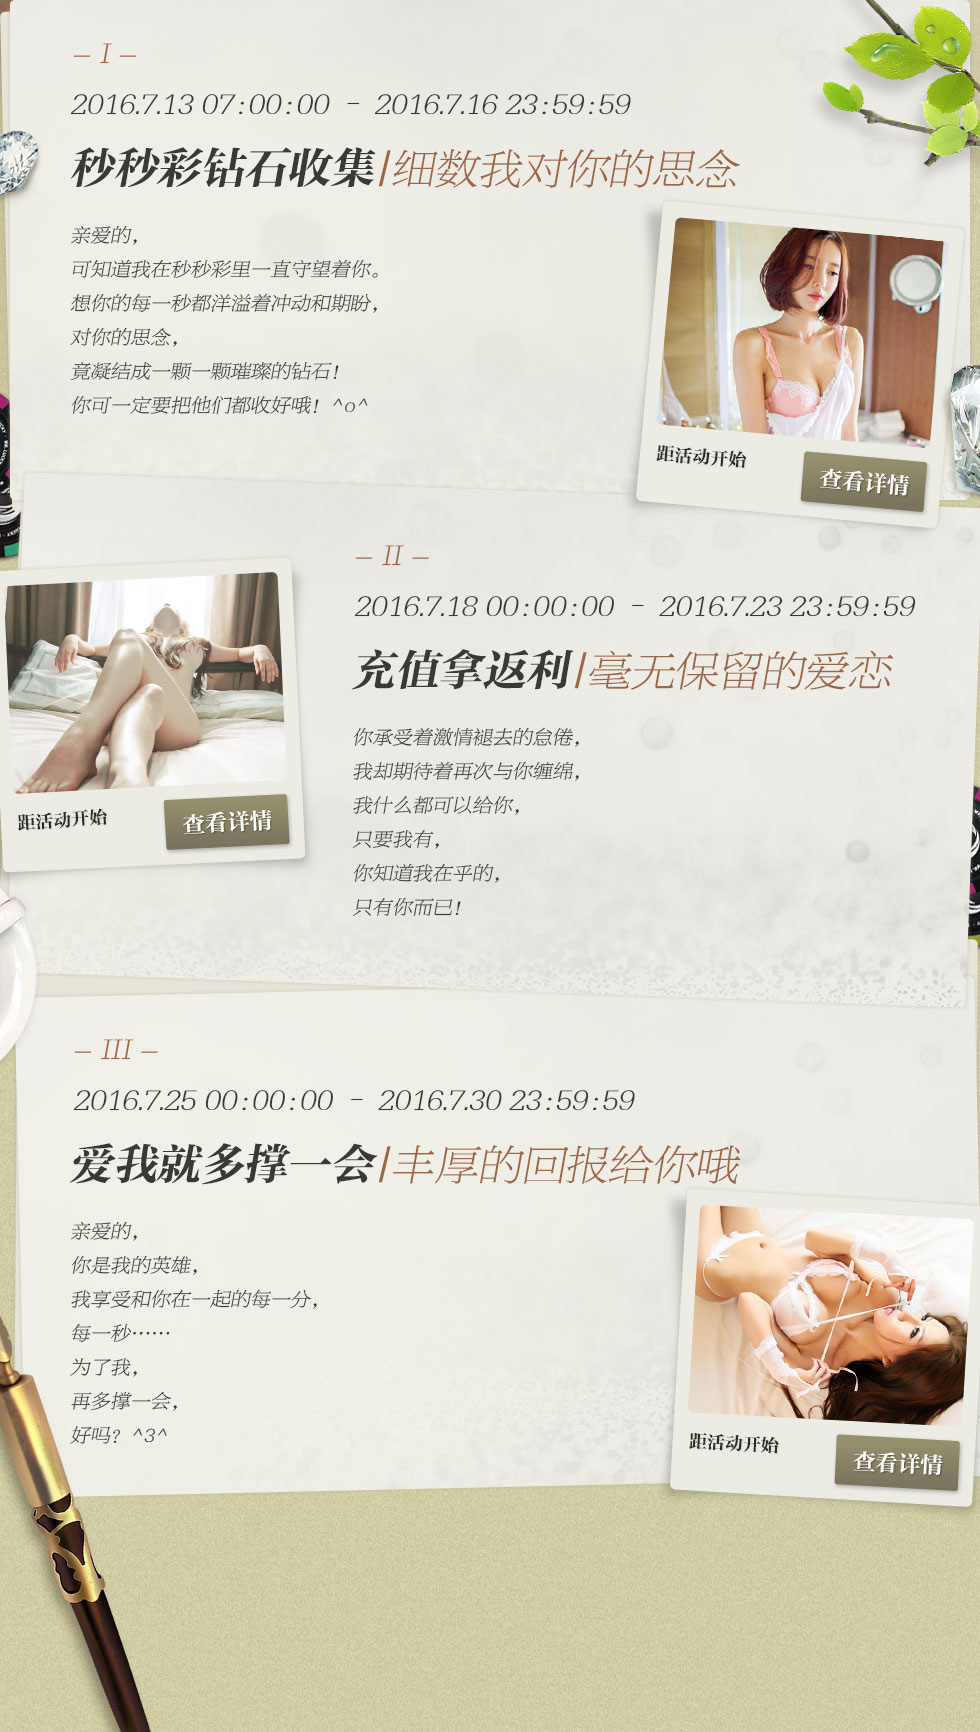 – I –
2016.7.13 07:00:00 – 2016.7.16 23:59:59
秒秒彩钻石收集/细数我对你的思念
亲爱的，
可知道我在秒秒彩里一直守望着你。
想你的每一秒都洋溢着冲动和期盼，
对你的思念，
竟凝结成一颗一颗璀璨的钻石！
你可一定要把他们都收好哦！^o^
距活动开始
查看详情
– II –
2016.7.18 00:00:00 – 2016.7.23 23:59:59
充值拿返利/毫无保留的爱恋
你承受着激情褪去的怠倦，
我却期待着再次与你缠绵，
我什么都可以给你，
只要我有，
你知道我在乎的，
只有你而已！
距活动开始
查看详情
– III –
2016.7.25 00:00:00 – 2016.7.30 23:59:59
爱我就多撑一会/丰厚的回报给你哦
亲爱的，
你是我的英雄，
我享受和你在一起的每一分，
每一秒……
为了我，
再多撑一会，
好吗？^3^
距活动开始
查看详情